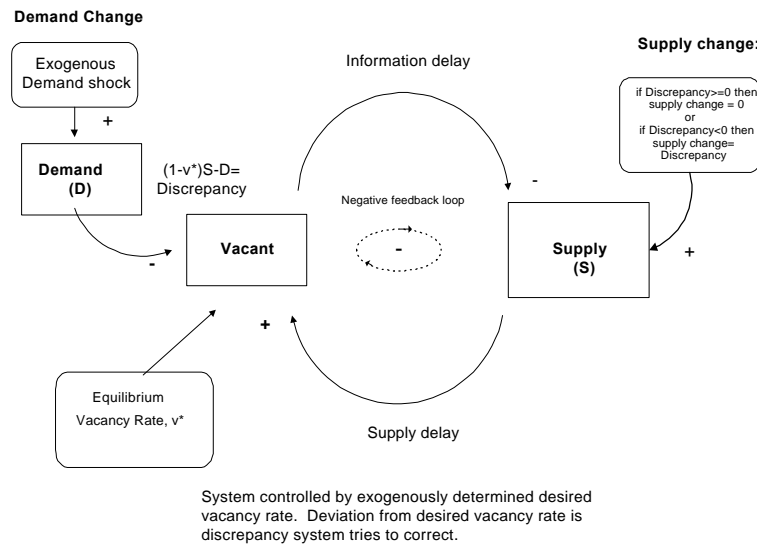 Demand Change
Exogenous
Demand shock
+
Demand
(D)
(1-v*)S-D=
Discrepancy
-
Vacant
+
Equilibrium
Vacancy Rate, v*
Information delay
Negative feedback loop
-
Supply delay
Supply change:
if Discrepancy>=0 then
supply change = 0
or
if Discrepancy<0 then
supply change=
Discrepancy
-
Supply
(S)
+
System controlled by exogenously determined desired
vacancy rate.  Deviation from desired vacancy rate is
discrepancy system tries to correct.